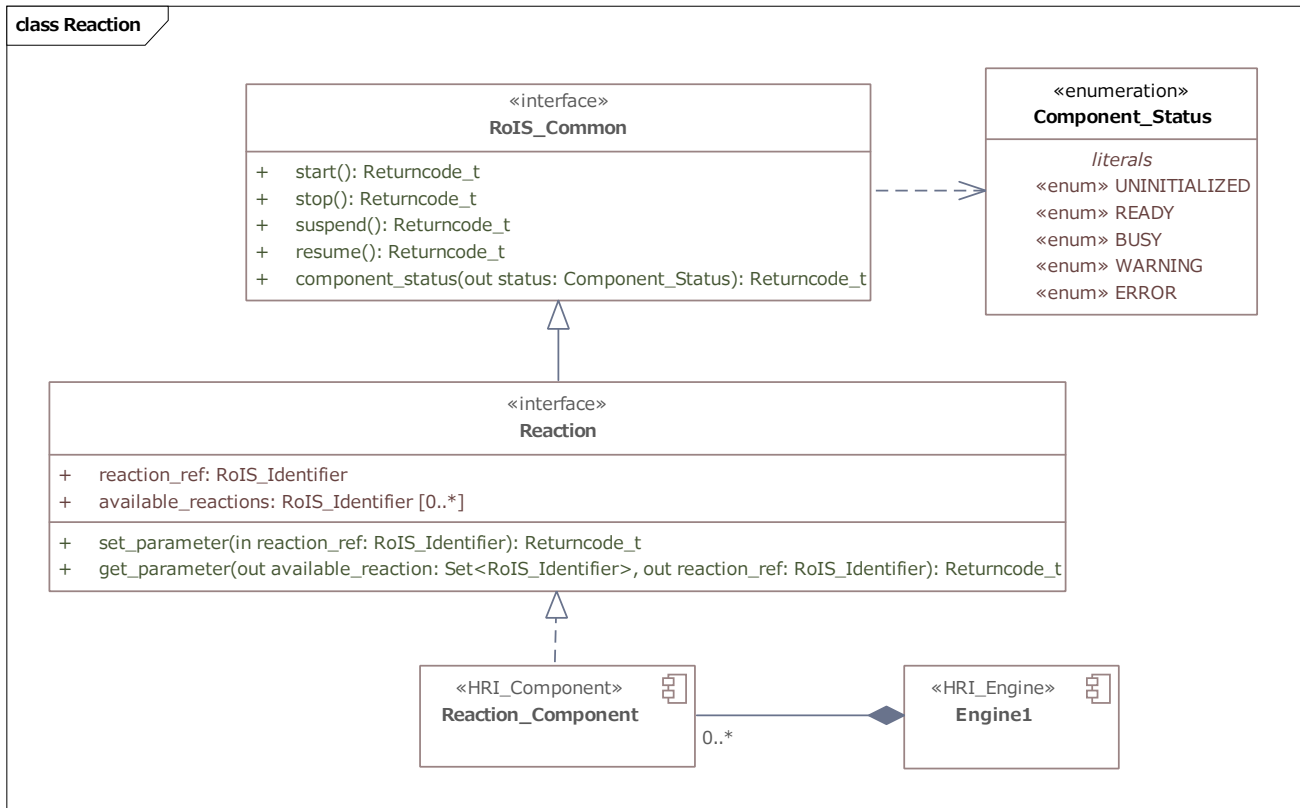 class Reaction
«interface»
RoIS_Common
+ start(): Returncode_t
+ stop(): Returncode_t
+ suspend(): Returncode_t
+ resume(): Returncode_t
+ component_status(out status: Component_Status): Returncode_t
«enumeration»
Component_Status
literals
«enum» UNINITIALIZED
«enum» READY
«enum» BUSY
«enum» WARNING
«enum» ERROR
«interface»
Reaction
+ reaction_ref: RoIS_Identifier
+ available_reactions: RoIS_Identifier [0..*]
+ set_parameter(in reaction_ref: RoIS_Identifier): Returncode_t
+ get_parameter(out available_reaction: Set<RoIS_Identifier>, out reaction_ref: RoIS_Identifier): Returncode_t
«HRI_Component»
Reaction_Component
0..*
«HRI_Engine»
Engine1